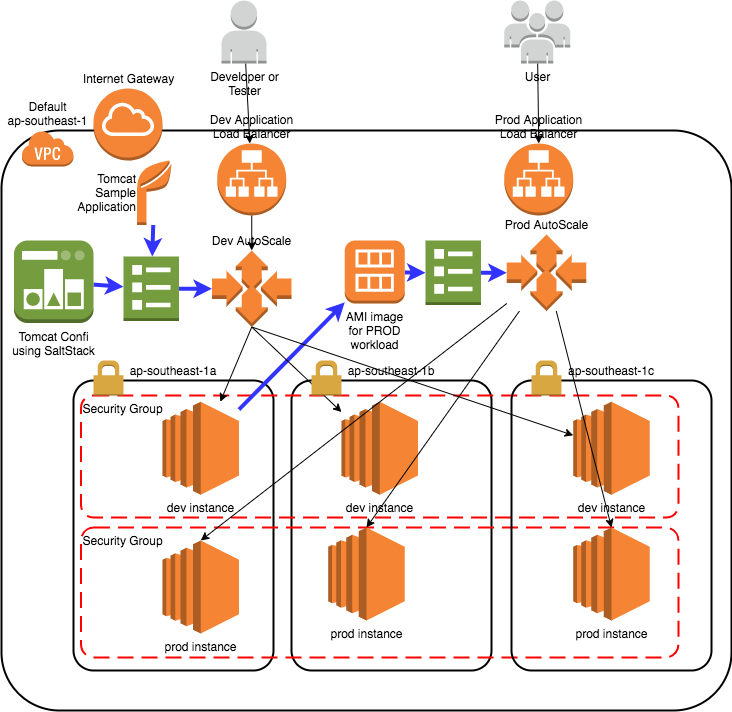 Developer or
Tester
User
Internet Gateway
Default
ap-southeast-1
VPC
Dev Application
Load Balancer
Prod Application
Load Balancer
Tomcat
Sample
Application
Dev AutoScale
Prod AutoScale
Tomcat Confi
using SaltStack
AMI image
for PROD
workload
ap-southeast-1a
ap-southeast-1b
ap-southeast-1c
Security Group
dev instance
dev instance
dev instance
Security Group
prod instance
prod instance
prod instance